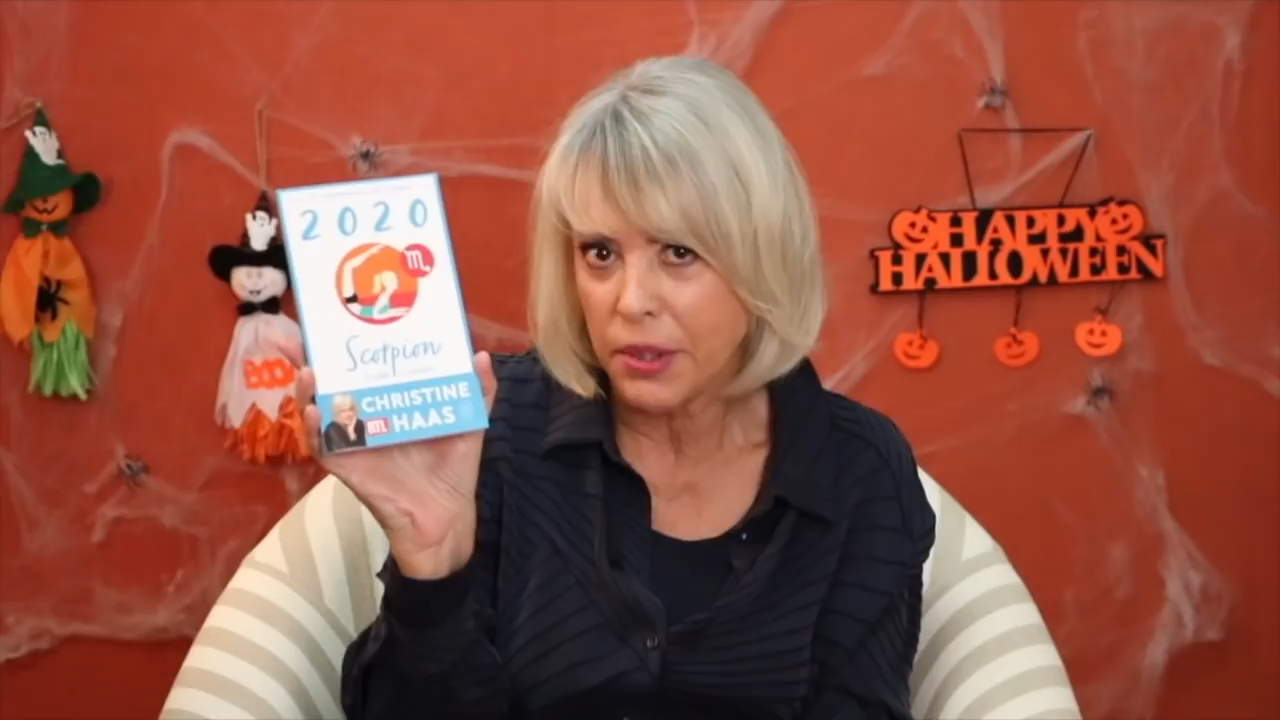 2020
Scorpion
CHRISTINE
RTL HAAS
BOO
HAPPY
HALLOWEEN